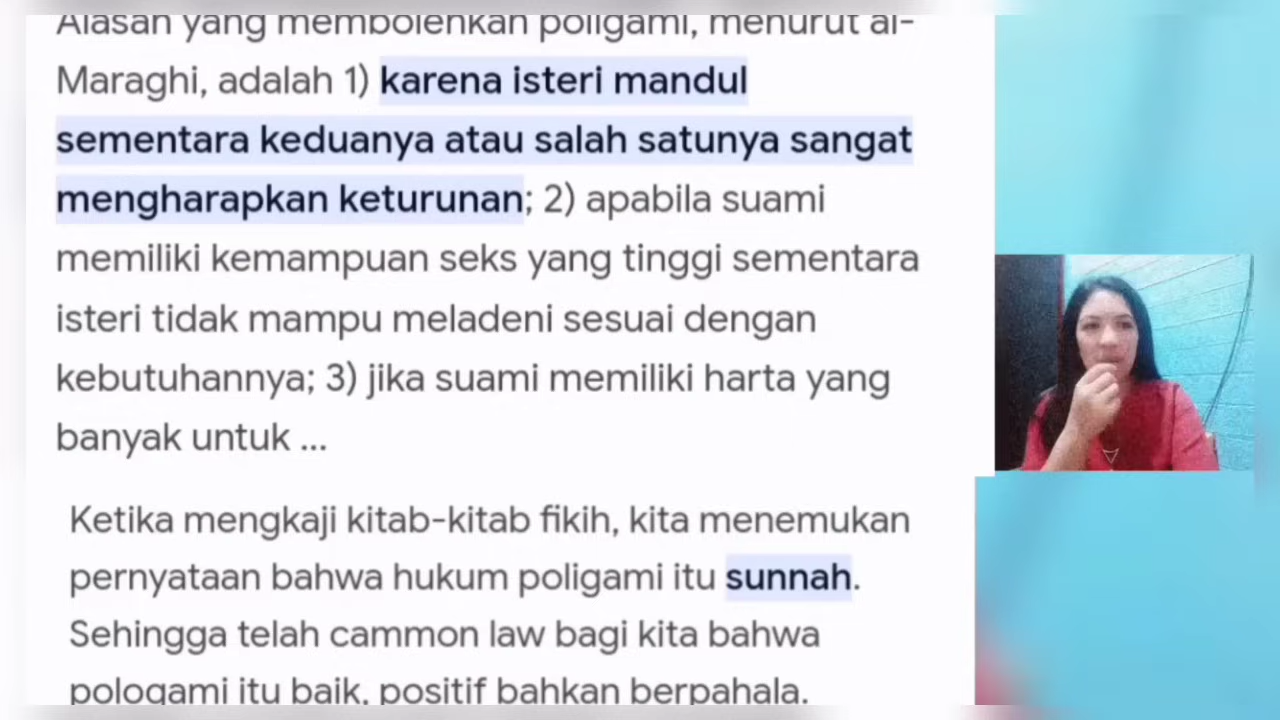 Alasan yang membolehkan poligami, menurut al-
Maraghi, adalah 1) karena isteri mandul
sementara keduanya atau salah satunya sangat
mengharapkan keturunan; 2) apabila suami
memiliki kemampuan seks yang tinggi sementara
isteri tidak mampu meladeni sesuai dengan
kebutuhannya; 3) jika suami memiliki harta yang
banyak untuk ...
Ketika mengkaji kitab-kitab fikih, kita menemukan
pernyataan bahwa hukum poligami itu sunnah.
Sehingga telah cammon law bagi kita bahwa
pologami itu baik, positif bahkan berpahala.